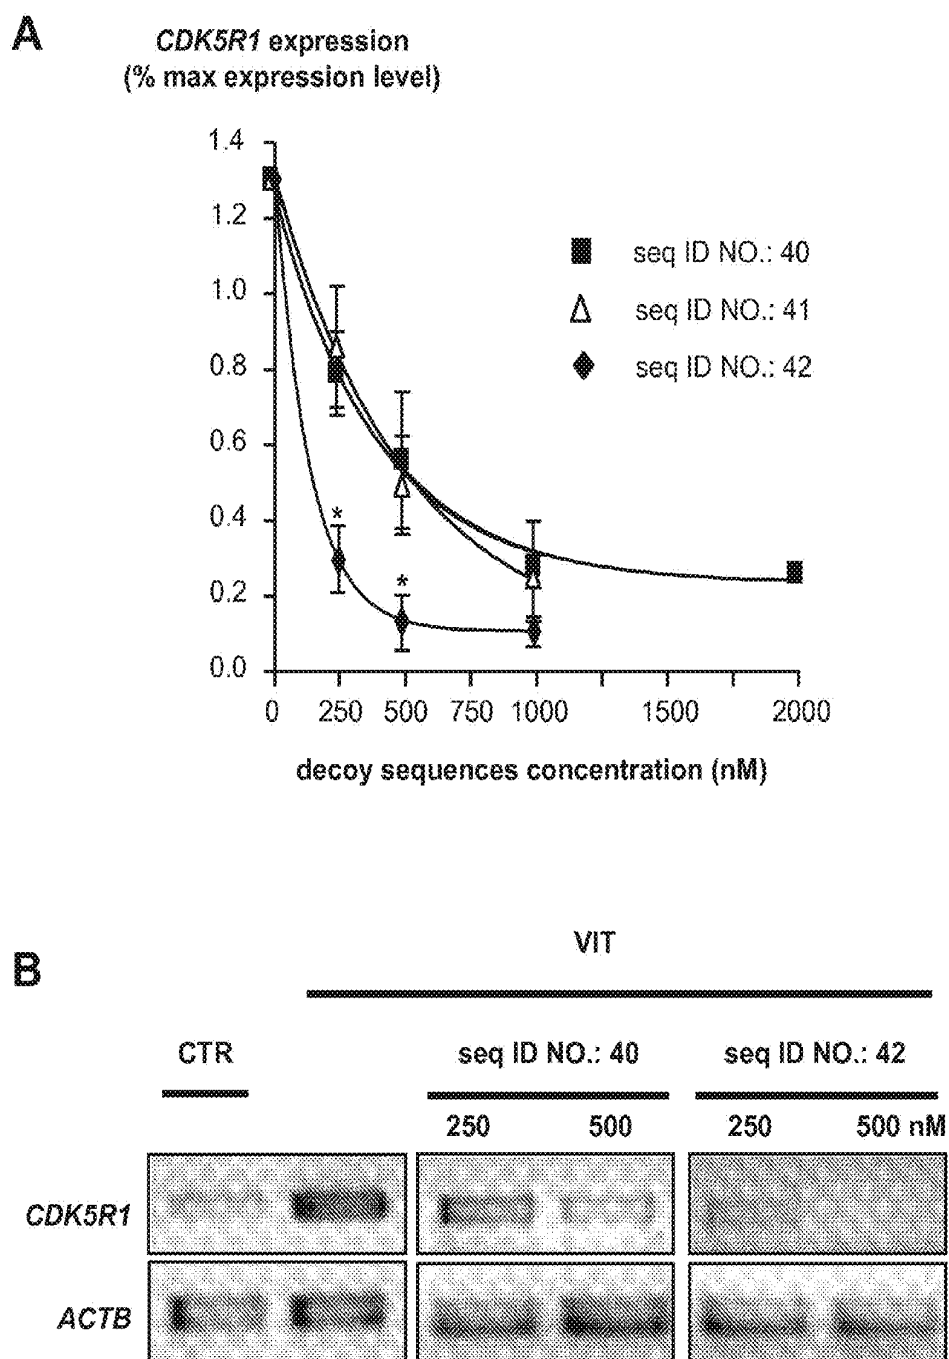 A
CDK5R1 expression
(% max expression level)
1.4
1.2
1.0
0.8
0.6
0.4
0.2
0.0
seq ID NO.: 40
seq ID NO.: 41
seq ID NO.: 42
*
*
0 250 500 750 1000 1500 2000
decoy sequences concentration (nM)
B
VIT
CTR seq ID NO.: 40 seq ID NO.: 42
250 500 250 500 nM
CDK5R1
ACTB